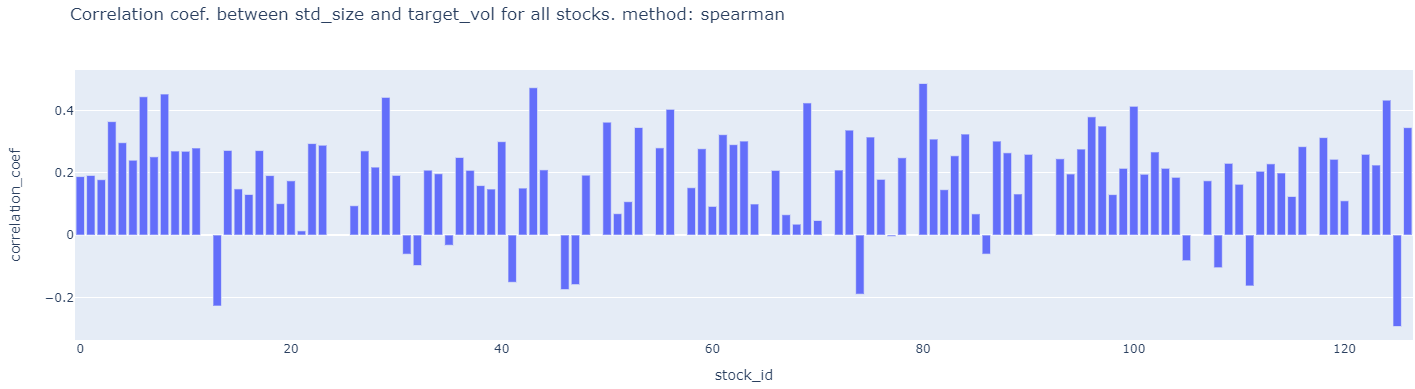 Correlation coef. between std_size and target_vol for all stocks. method: spearman
correlation_coef
0.4
0.2
0
−0.2
0 20 40 60 80 100 120
stock_id